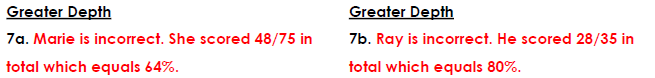 Greater Depth
7a. Marie is incorrect. She scored 48/75 in
total which equals 64%.
Greater Depth
7b. Ray is incorrect. He scored 28/35 in
total which equals 80%.